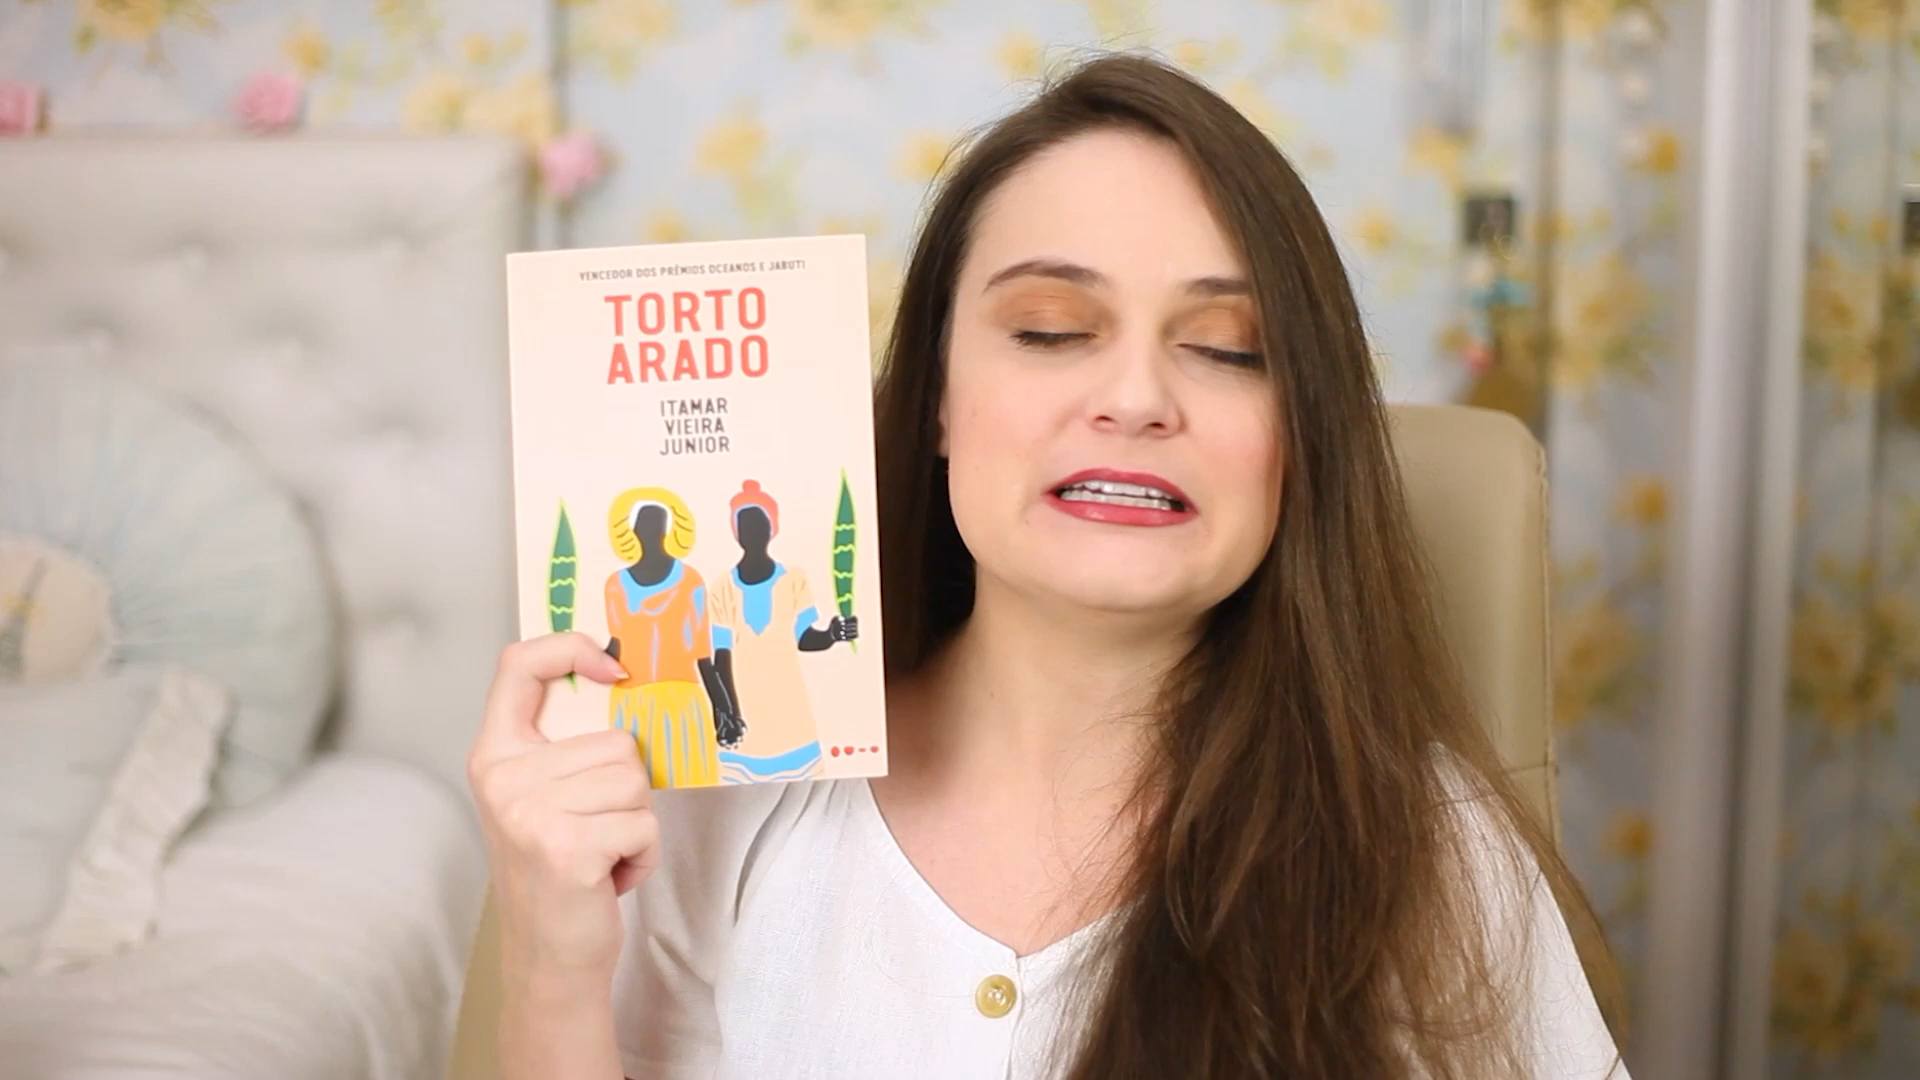 VENCEDOR DOS PRÊMIOS OCEANOS E JABUTI
TORTO
ARADO
ITAMAR
VIEIRA
JUNIOR